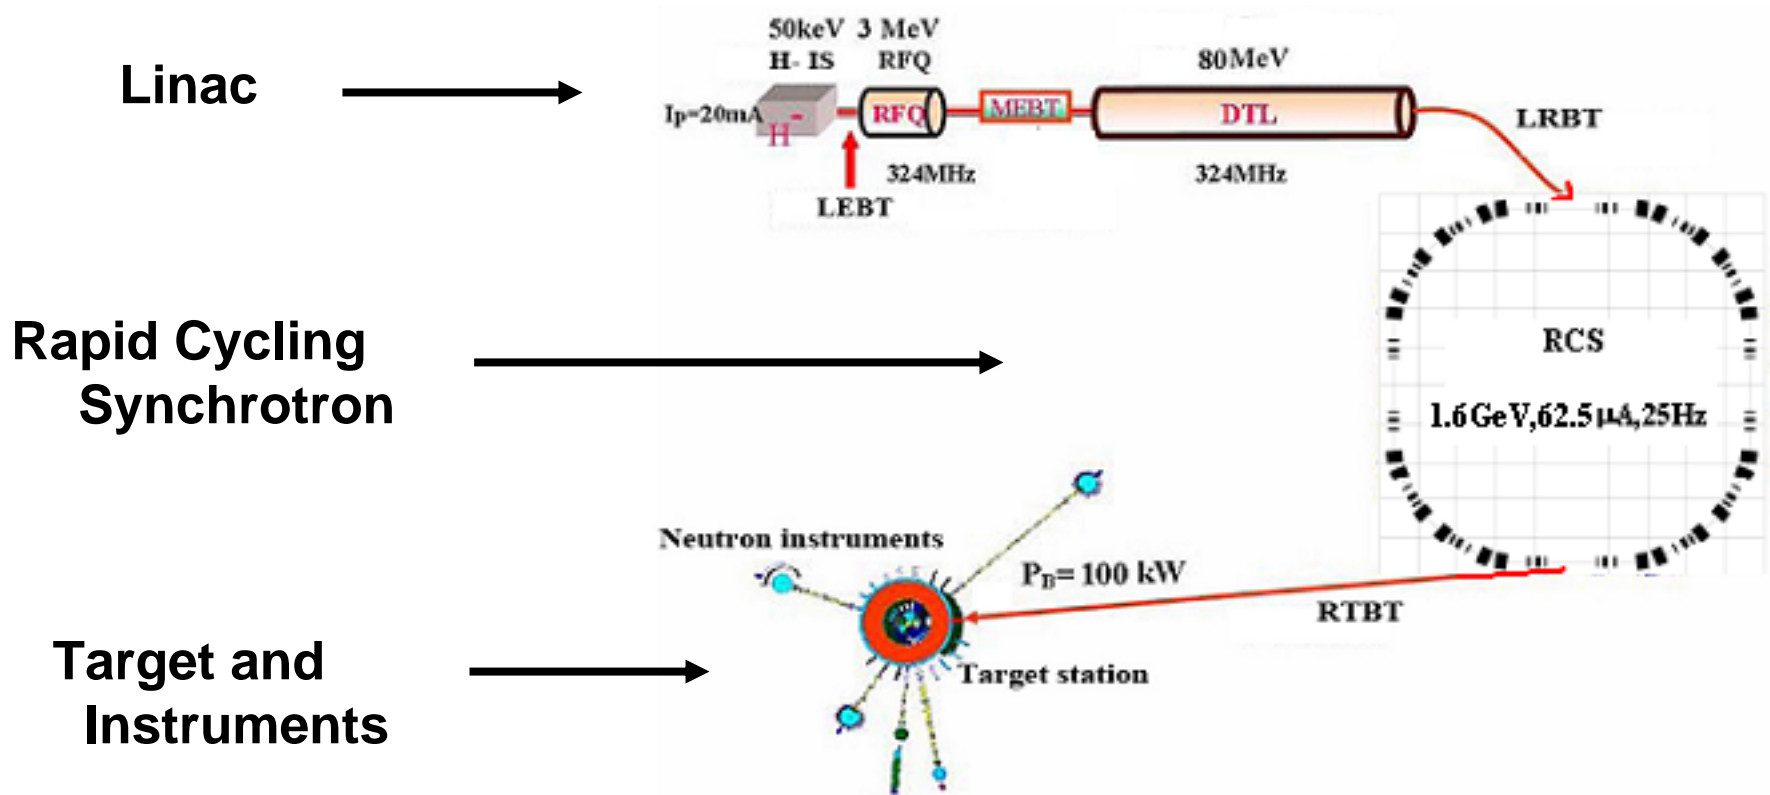 Linac
50keV 3 MeV
H- IS RFQ
80MeV
IP=20mA
H-
RFQ
MEBT
DTL
LRBT
324MHz
324MHz
LEBT
Rapid Cycling
Synchrotron
RCS
1.6GeV,62.5μA,25Hz
Neutron instruments
PB= 100 kW
RTBT
Target and
Instruments
Target station